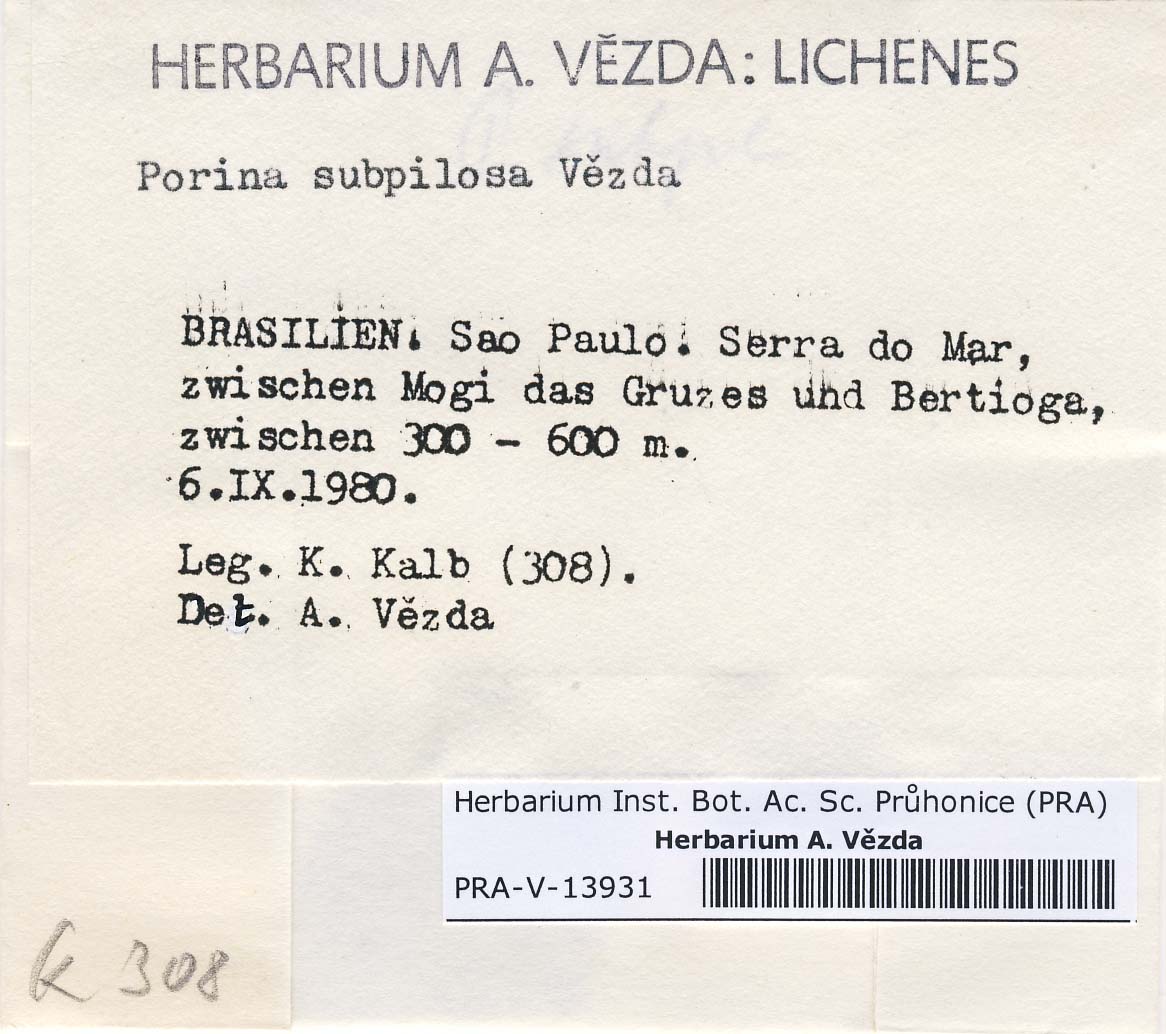 HERBARIUM A. VĚZDA: LICHENES
Porina subpilosa Vězda
BRASILIEN. Sao Paulo. Serra do Mar,
zwischen Mogi das Gruzes und Bertioga,
zwischen 300 - 600 m.
6.IX.1980.
Leg. K. Kalb (308).
Det. A. Vězda
Herbarium Inst. Bot. Ac. Sc. Průhonice (PRA)
Herbarium A. Vězda
PRA-V-13931
K 308